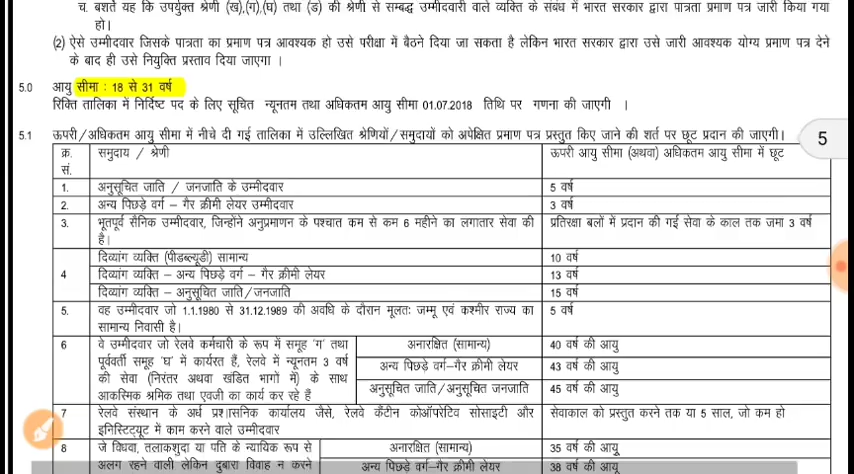 च. बशर्ते यह कि उपर्युक्त श्रेणी (ख),(ग),(घ) तथा (ड) की श्रेणी से सम्बद्ध उम्मीदवारी वाले व्यक्ति के संबंध में भारत सरकार द्वारा पात्रता प्रमाण पत्र जारी किया गया
हो।
(2) ऐसे उम्मीदवार जिसके पात्रता का प्रमाण पत्र आवश्यक हो उसे परीक्षा में बैठने दिया जा सकता है लेकिन भारत सरकार द्वारा उसे जारी आवश्यक योग्य प्रमाण पत्र देने
के बाद ही उसे नियुक्ति प्रस्ताव दिया जाएगा ।
5.0 आयु सीमा : 18 से 31 वर्ष
रिक्ति तालिका में निर्दिष्ट पद के लिए सूचित न्यूनतम तथा अधिकतम आयु सीमा 01.07.2018 तिथि पर गणना की जाएगी ।
5.1 ऊपरी/अधिकतम आयु सीमा में नीचे दी गई तालिका में उल्लिखित श्रेणियों/समुदायों को अपेक्षित प्रमाण पत्र प्रस्तुत किए जाने की शर्त पर छूट प्रदान की जाएगी।
5
क्र. समुदाय / श्रेणी ऊपरी आयु सीमा (अथवा) अधिकतम आयु सीमा में छूट
सं.
1. अनुसूचित जाति / जनजाति के उम्मीदवार 5 वर्ष
2. अन्य पिछड़े वर्ग – गैर क्रीमी लेयर उम्मीदवार 3 वर्ष
3. भूतपूर्व सैनिक उम्मीदवार, जिन्होंने अनुप्रमाणन के पश्चात कम से कम 6 महीने का लगातार सेवा की प्रतिरक्षा बलों में प्रदान की गई सेवा के काल तक जमा 3 वर्ष
है।
दिव्यांग व्यक्ति (पीडब्ल्यूडी) सामान्य 10 वर्ष
4 दिव्यांग व्यक्ति – अन्य पिछड़े वर्ग – गैर क्रीमी लेयर 13 वर्ष
दिव्यांग व्यक्ति – अनुसूचित जाति/जनजाति 15 वर्ष
5. वह उम्मीदवार जो 1.1.1980 से 31.12.1989 की अवधि के दौरान मूलतः जम्मू एवं कश्मीर राज्य का 5 वर्ष
सामान्य निवासी है।
6 वे उम्मीदवार जो रेलवे कर्मचारी के रूप में समूह 'ग' तथा अनारक्षित (सामान्य) 40 वर्ष की आयु
पूर्ववर्ती समूह 'घ' में कार्यरत हैं, रेलवे में न्यूनतम 3 वर्ष अन्य पिछड़े वर्ग–गैर क्रीमी लेयर 43 वर्ष की आयु
की सेवा (निरंतर अथवा खंडित भागों में) के साथ अनुसूचित जाति/अनुसूचित जनजाति 45 वर्ष की आयु
आकस्मिक श्रमिक तथा एवजी का कार्य कर रहे हैं
7 रेलवे संस्थान के अर्ध प्रशासनिक कार्यालय जैसे, रेलवे कैंटीन कोऑपरेटिव सोसाइटी और सेवाकाल को प्रस्तुत करने तक या 5 साल, जो कम हो
इनिस्टिट्यूट में काम करने वाले उम्मीदवार
8 जे विधवा, तलाकशुदा या पति के न्यायिक रूप से अनारक्षित (सामान्य) 35 वर्ष की आयु
अलग रहने वाली लेकिन दुबारा विवाह न करने अन्य पिछड़े वर्ग–गैर क्रीमी लेयर 38 वर्ष की आयु